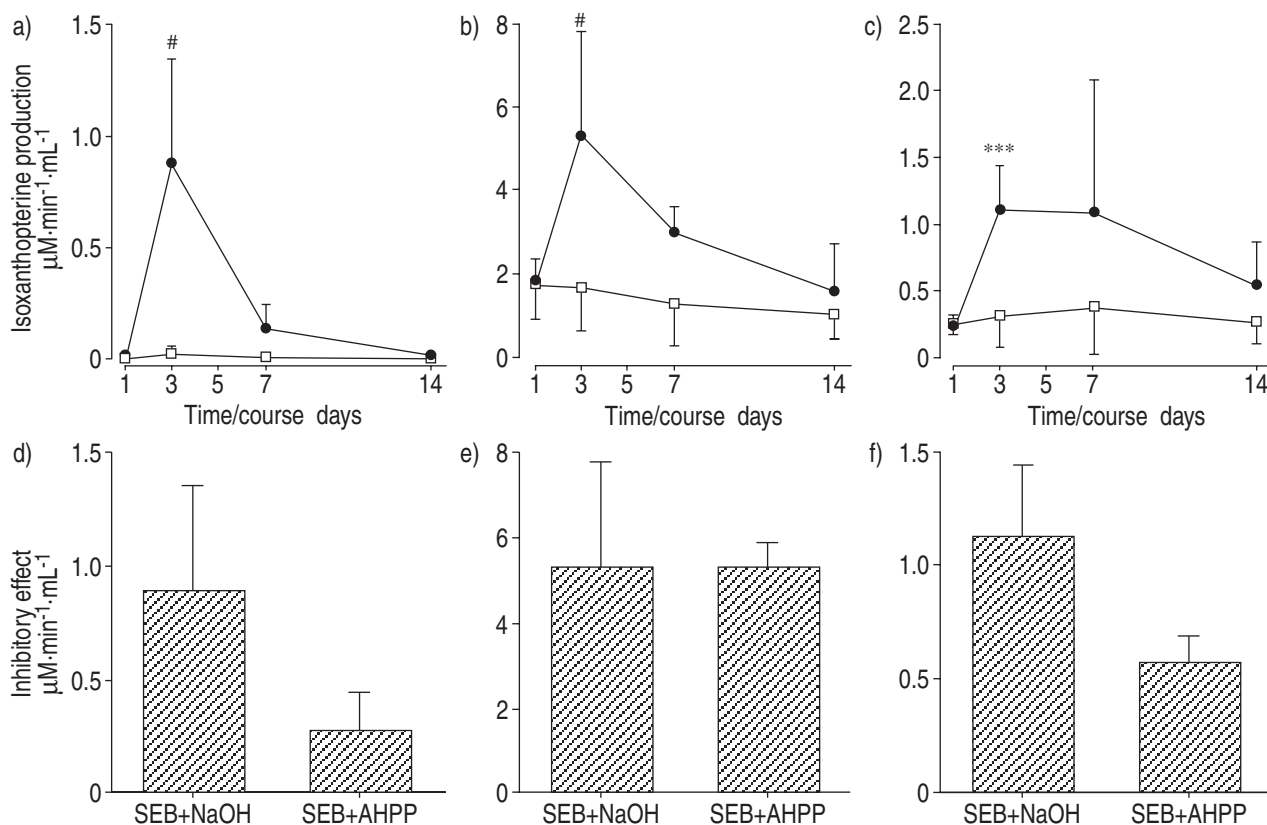 a)
1.5
1.0
0.5
0
#
1 3 5 7 14
Time/course days
Isoxanthopterine production
µM·min-1·mL-1
b)
8
6
4
2
0
#
1 3 5 7 14
Time/course days
c)
2.5
2.0
1.5
1.0
0.5
0
***
1 3 5 7 14
Time/course days
d)
1.5
1.0
0.5
0
Inhibitory effect
µM·min-1·mL-1
SEB+NaOH SEB+AHPP
e)
8
6
4
2
0
SEB+NaOH SEB+AHPP
f)
1.5
1.0
0.5
0
SEB+NaOH SEB+AHPP